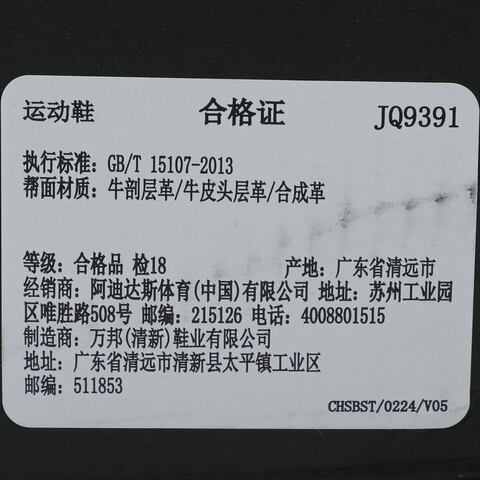 运动鞋 合格证 JQ9391
执行标准: GB/T 15107-2013
帮面材质: 牛剖层革/牛皮头层革/合成革
等级: 合格品 检18 产地: 广东省清远市
经销商: 阿迪达斯体育(中国)有限公司 地址: 苏州工业园
区唯胜路508号 邮编: 215126 电话: 4008801515
制造商: 万邦(清新)鞋业有限公司
地址: 广东省清远市清新县太平镇工业区
邮编: 511853
CHSBST/0224/V05